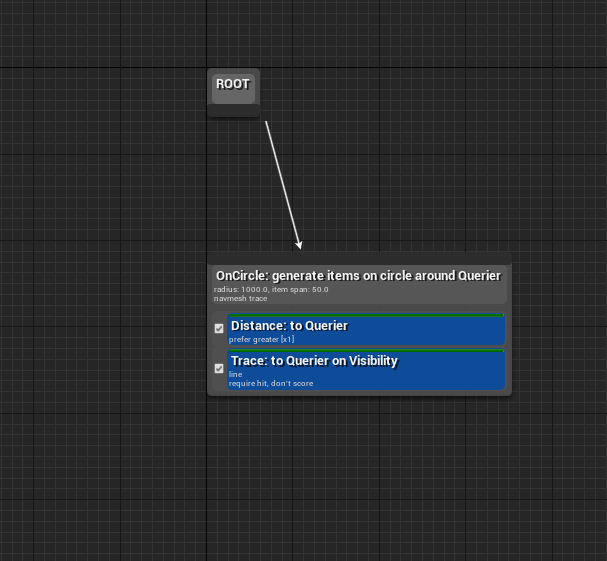 ROOT
OnCircle: generate items on circle around Querier
radius: 1000.0, item span: 50.0
navmesh trace
Distance: to Querier
prefer greater [x1]
Trace: to Querier on Visibility
line
require hit, don't score